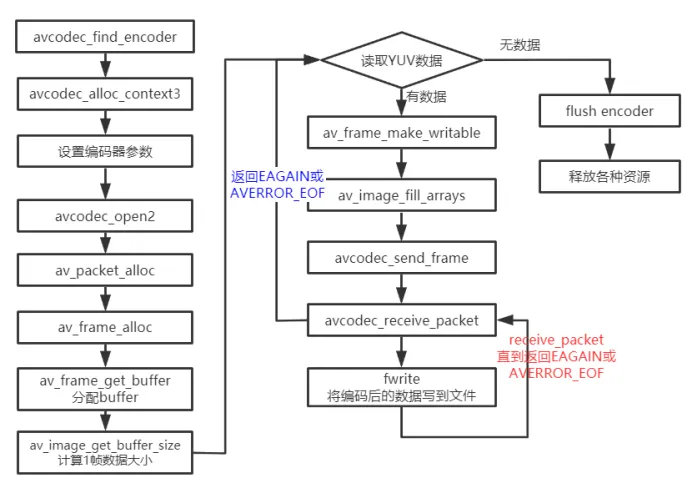 avcodec_find_encoder
avcodec_alloc_context3
设置编码器参数
avcodec_open2
av_packet_alloc
av_frame_alloc
av_frame_get_buffer
分配buffer
av_image_get_buffer_size
计算1帧数据大小
读取YUV数据
无数据
有数据
av_frame_make_writable
av_image_fill_arrays
avcodec_send_frame
avcodec_receive_packet
fwrite
将编码后的数据写到文件
返回EAGAIN或
AVERROR_EOF
receive_packet
直到返回EAGAIN或
AVERROR_EOF
flush encoder
释放各种资源